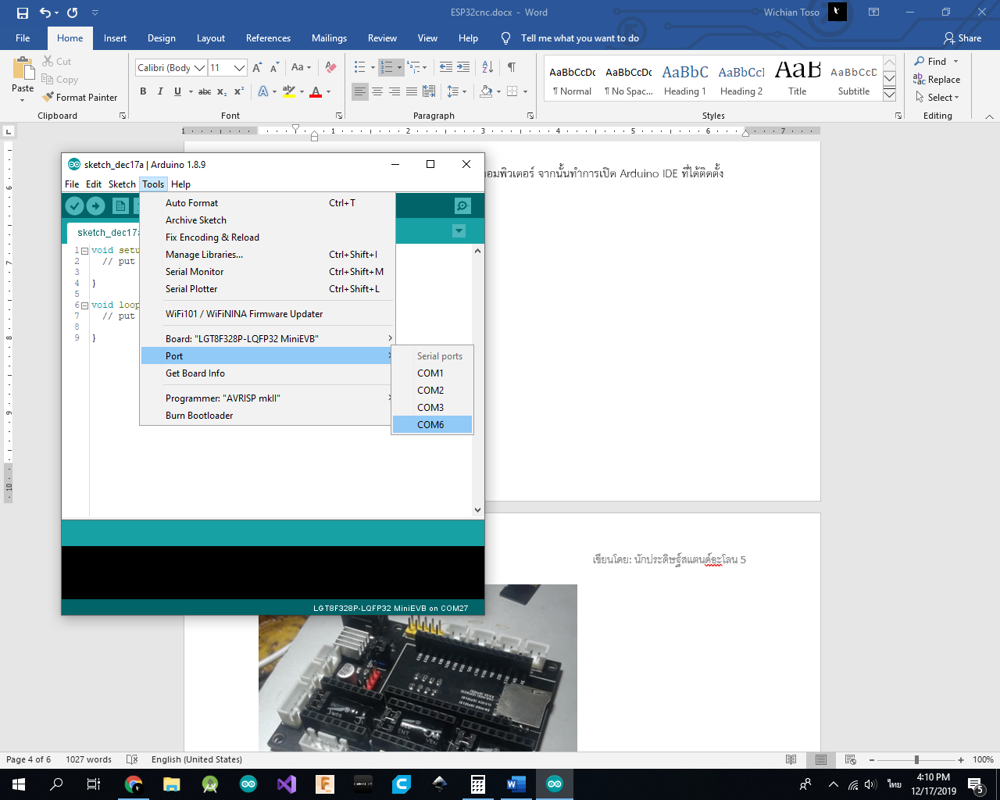 ESP32cnc.docx - Word
Wichian Toso
File Home Insert Design Layout References Mailings Review View Help Tell me what you want to do Share
Paste
Cut
Copy
Format Painter
Clipboard
Calibri (Body 11
Font
Paragraph
AaBbCcDc AaBbCcDc AaBbC AaBbCcI AaB AaBbCcD
¶ Normal ¶ No Spac... Heading 1 Heading 2 Title Subtitle
Styles
Find
Replace
Select
Editing
อมพิวเตอร์ จากนั้นทำการเปิด Arduino IDE ที่ได้ติดตั้ง
sketch_dec17a | Arduino 1.8.9
File Edit Sketch Tools Help
sketch_dec17a
1 void setu
2 // put
3
4 }
5
6 void loop
7 // put
8
9 }
Auto Format Ctrl+T
Archive Sketch
Fix Encoding & Reload
Manage Libraries... Ctrl+Shift+I
Serial Monitor Ctrl+Shift+M
Serial Plotter Ctrl+Shift+L
WiFi101 / WiFiNINA Firmware Updater
Board: "LGT8F328P-LQFP32 MiniEVB"
Port
Get Board Info
Programmer: "AVRISP mkII"
Burn Bootloader
Serial ports
COM1
COM2
COM3
COM6
LGT8F328P-LQFP32 MiniEVB on COM27
เขียนโดย: นักประดิษฐ์สแตนด์อะโลน 5
Page 4 of 6 1027 words English (United States) 100%
ไทย
4:10 PM
12/17/2019
5